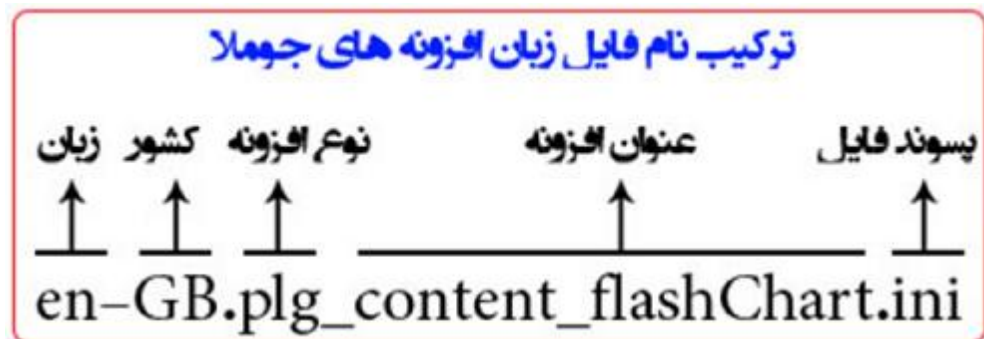 ترکیب نام فایل زبان افزونه های جوملا
زبان کشور نوع افزونه عنوان افزونه پسوند فایل
en-GB.plg_content_flashChart.ini